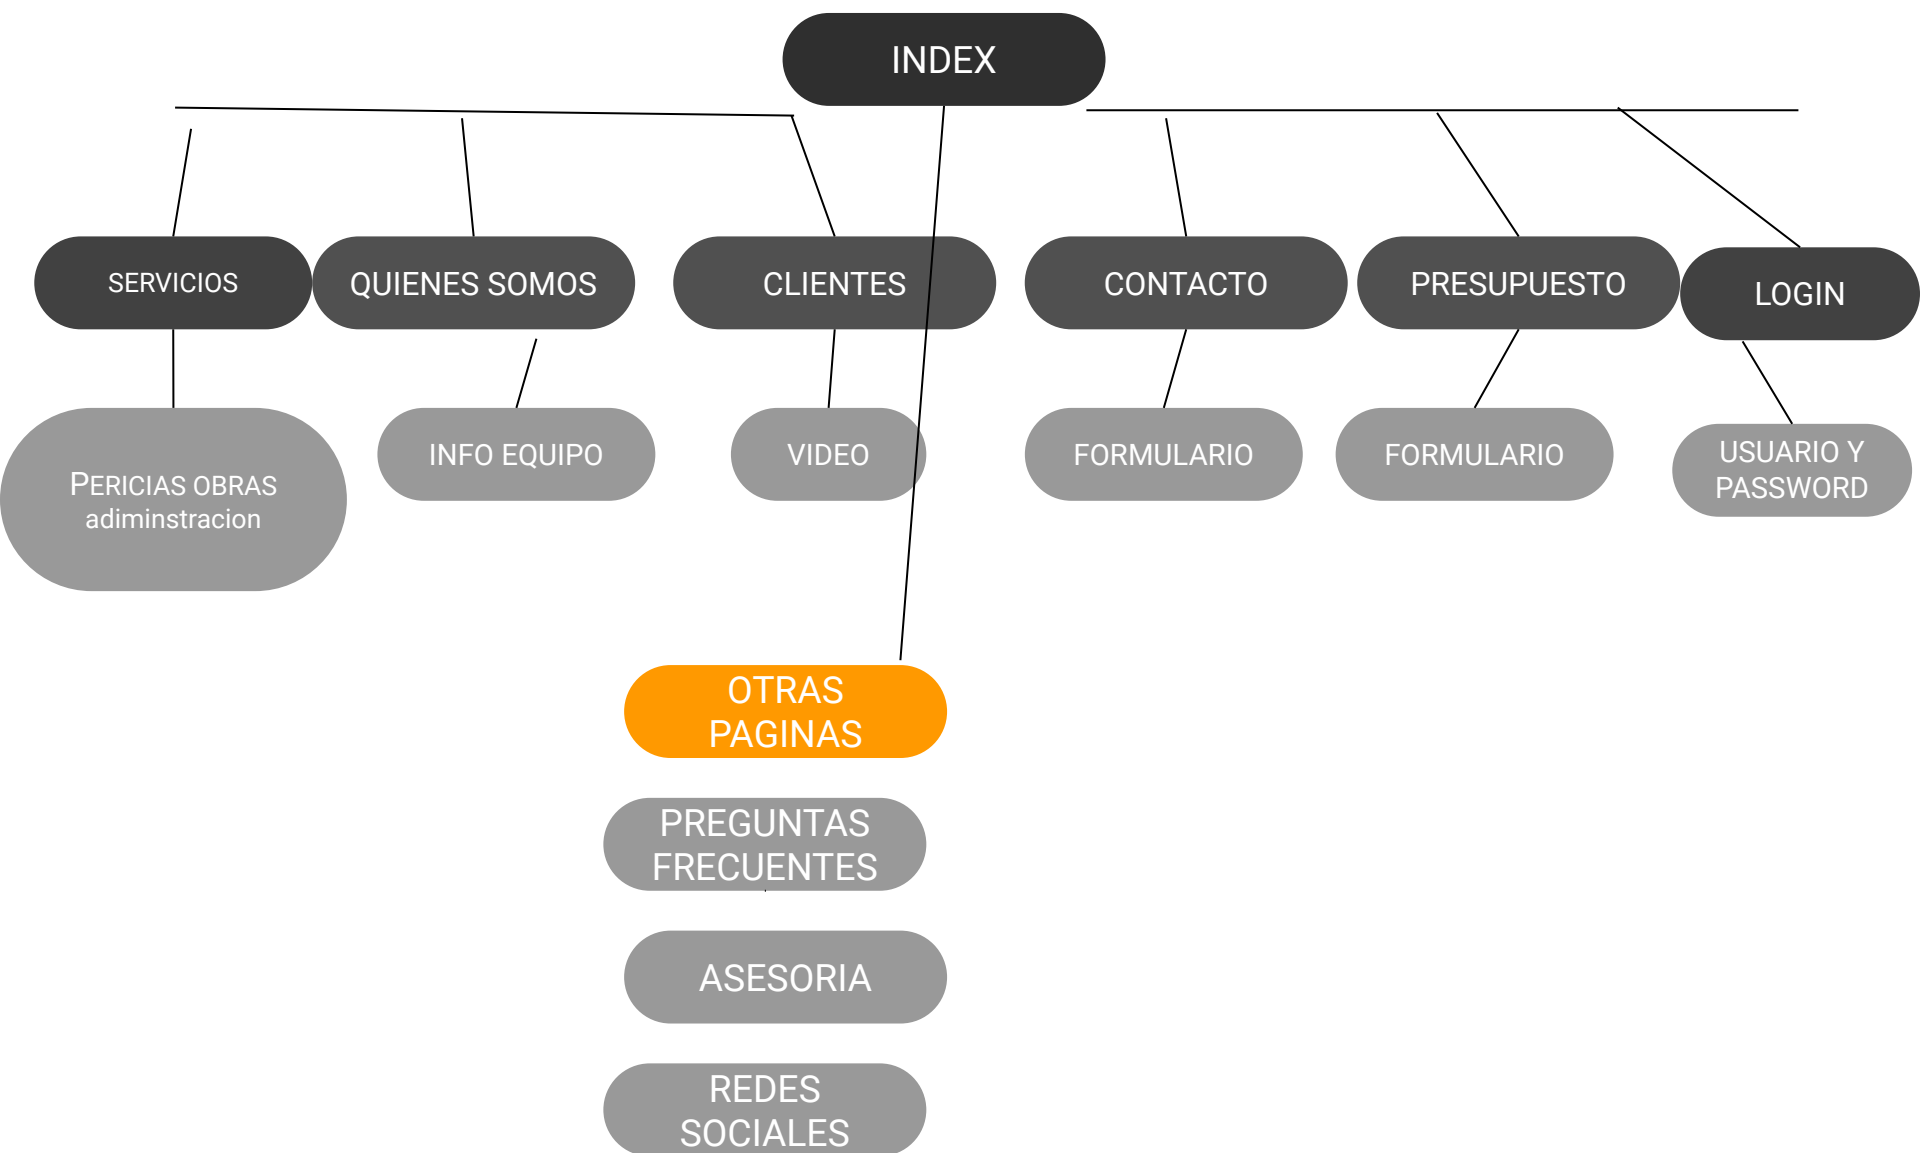 INDEX
SERVICIOS
QUIENES SOMOS
CLIENTES
CONTACTO
PRESUPUESTO
LOGIN
PERICIAS OBRAS
adiminstracion
INFO EQUIPO
VIDEO
FORMULARIO
FORMULARIO
USUARIO Y
PASSWORD
OTRAS
PAGINAS
PREGUNTAS
FRECUENTES
ASESORIA
REDES
SOCIALES